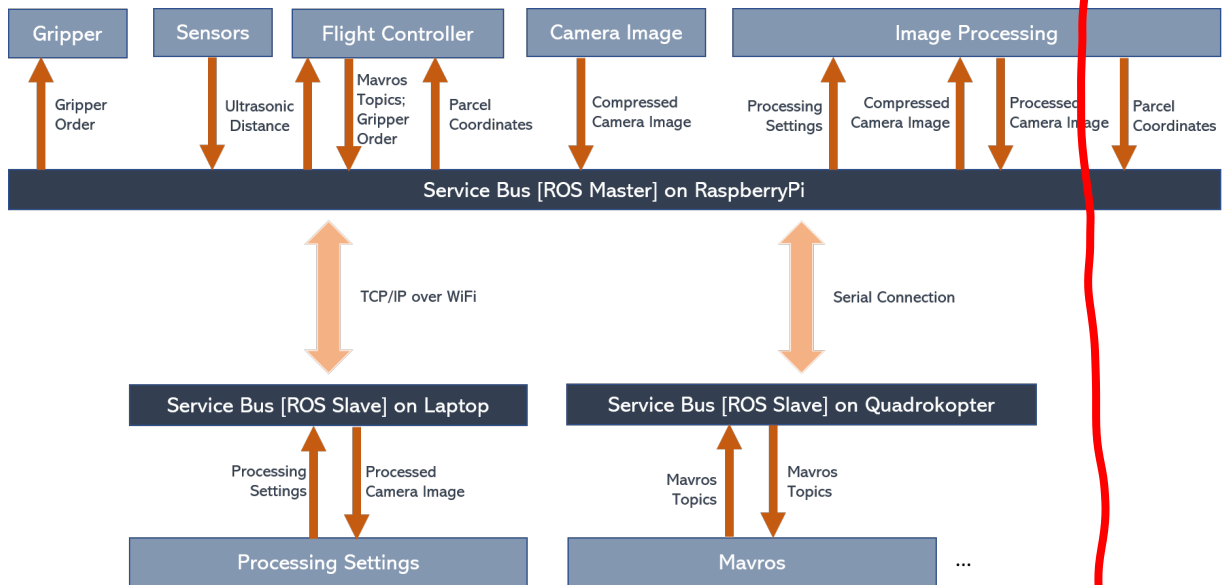 Gripper
Sensors
Flight Controller
Camera Image
Image Processing
Gripper
Order
Ultrasonic
Distance
Mavros
Topics;
Gripper
Order
Parcel
Coordinates
Compressed
Camera Image
Processing
Settings
Compressed
Camera Image
Processed
Camera Image
Parcel
Coordinates
Service Bus [ROS Master] on RaspberryPi
TCP/IP over WiFi
Serial Connection
Service Bus [ROS Slave] on Laptop
Service Bus [ROS Slave] on Quadrokopter
Processing
Settings
Processed
Camera Image
Mavros
Topics
Mavros
Topics
Processing Settings
Mavros
...